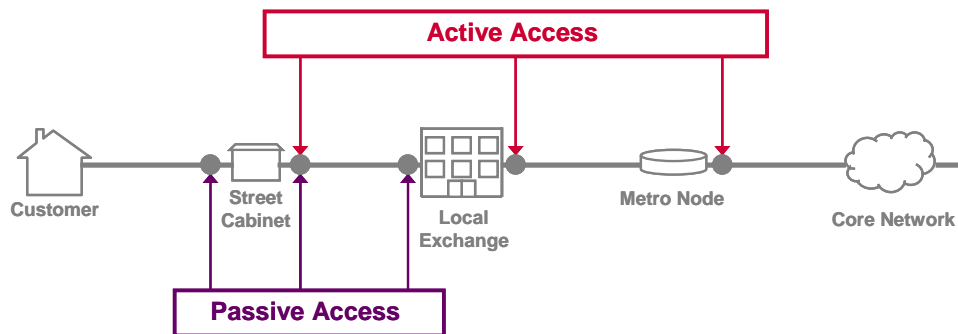 Active Access
Customer
Street
Cabinet
Local
Exchange
Metro Node
Core Network
Passive Access